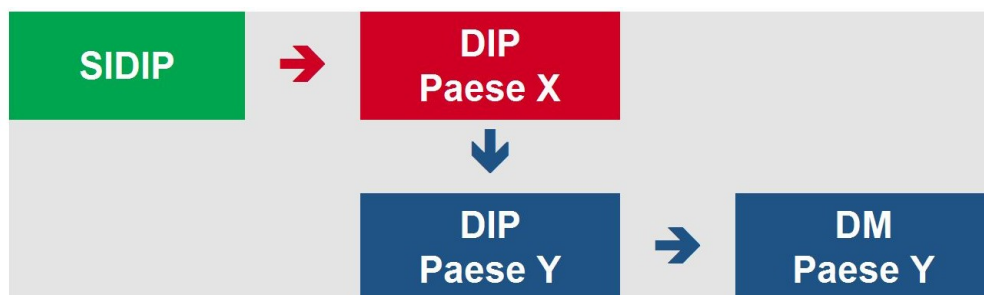 SIDIP
DIP
Paese X
DIP
Paese Y
DM
Paese Y